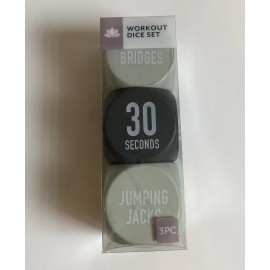 WORKOUT
DICE SET
BRIDGES
30
SECONDS
JUMPING
JACKS
3PC